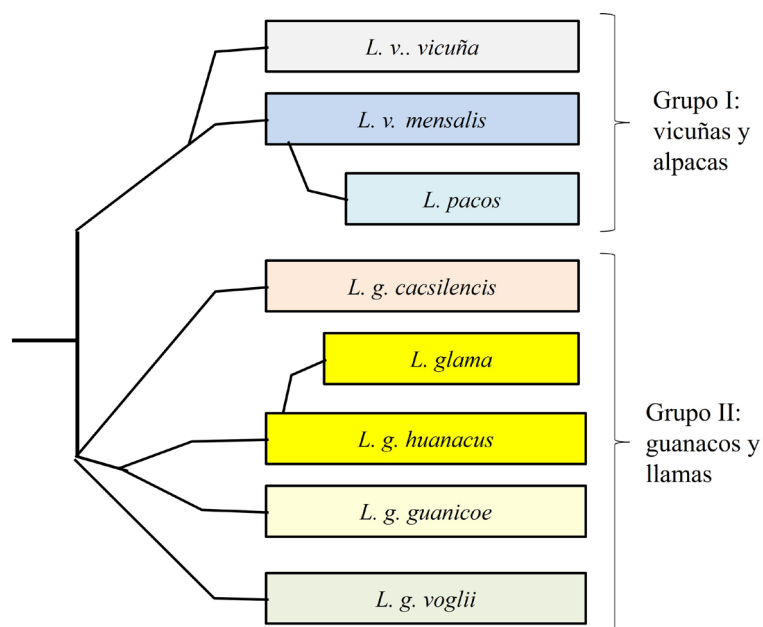 L. v.. vicuña
L. v. mensalis
L. pacos
Grupo I:
vicuñas y
alpacas
L. g. cacsilencis
L. glama
L. g. huanacus
L. g. guanicoe
L. g. voglii
Grupo II:
guanacos y
llamas